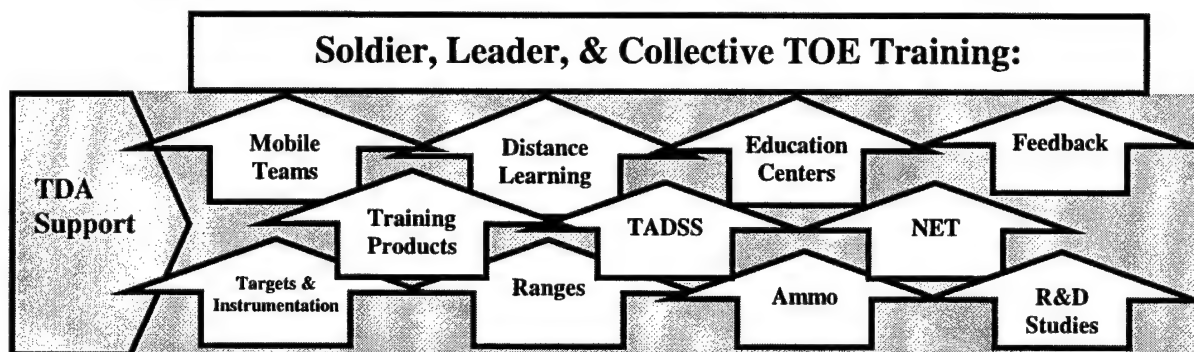 Soldier, Leader, & Collective TOE Training:
TDA
Support
Mobile
Teams
Distance
Learning
Education
Centers
Feedback
Training
Products
TADSS
NET
Targets &
Instrumentation
Ranges
Ammo
R&D
Studies